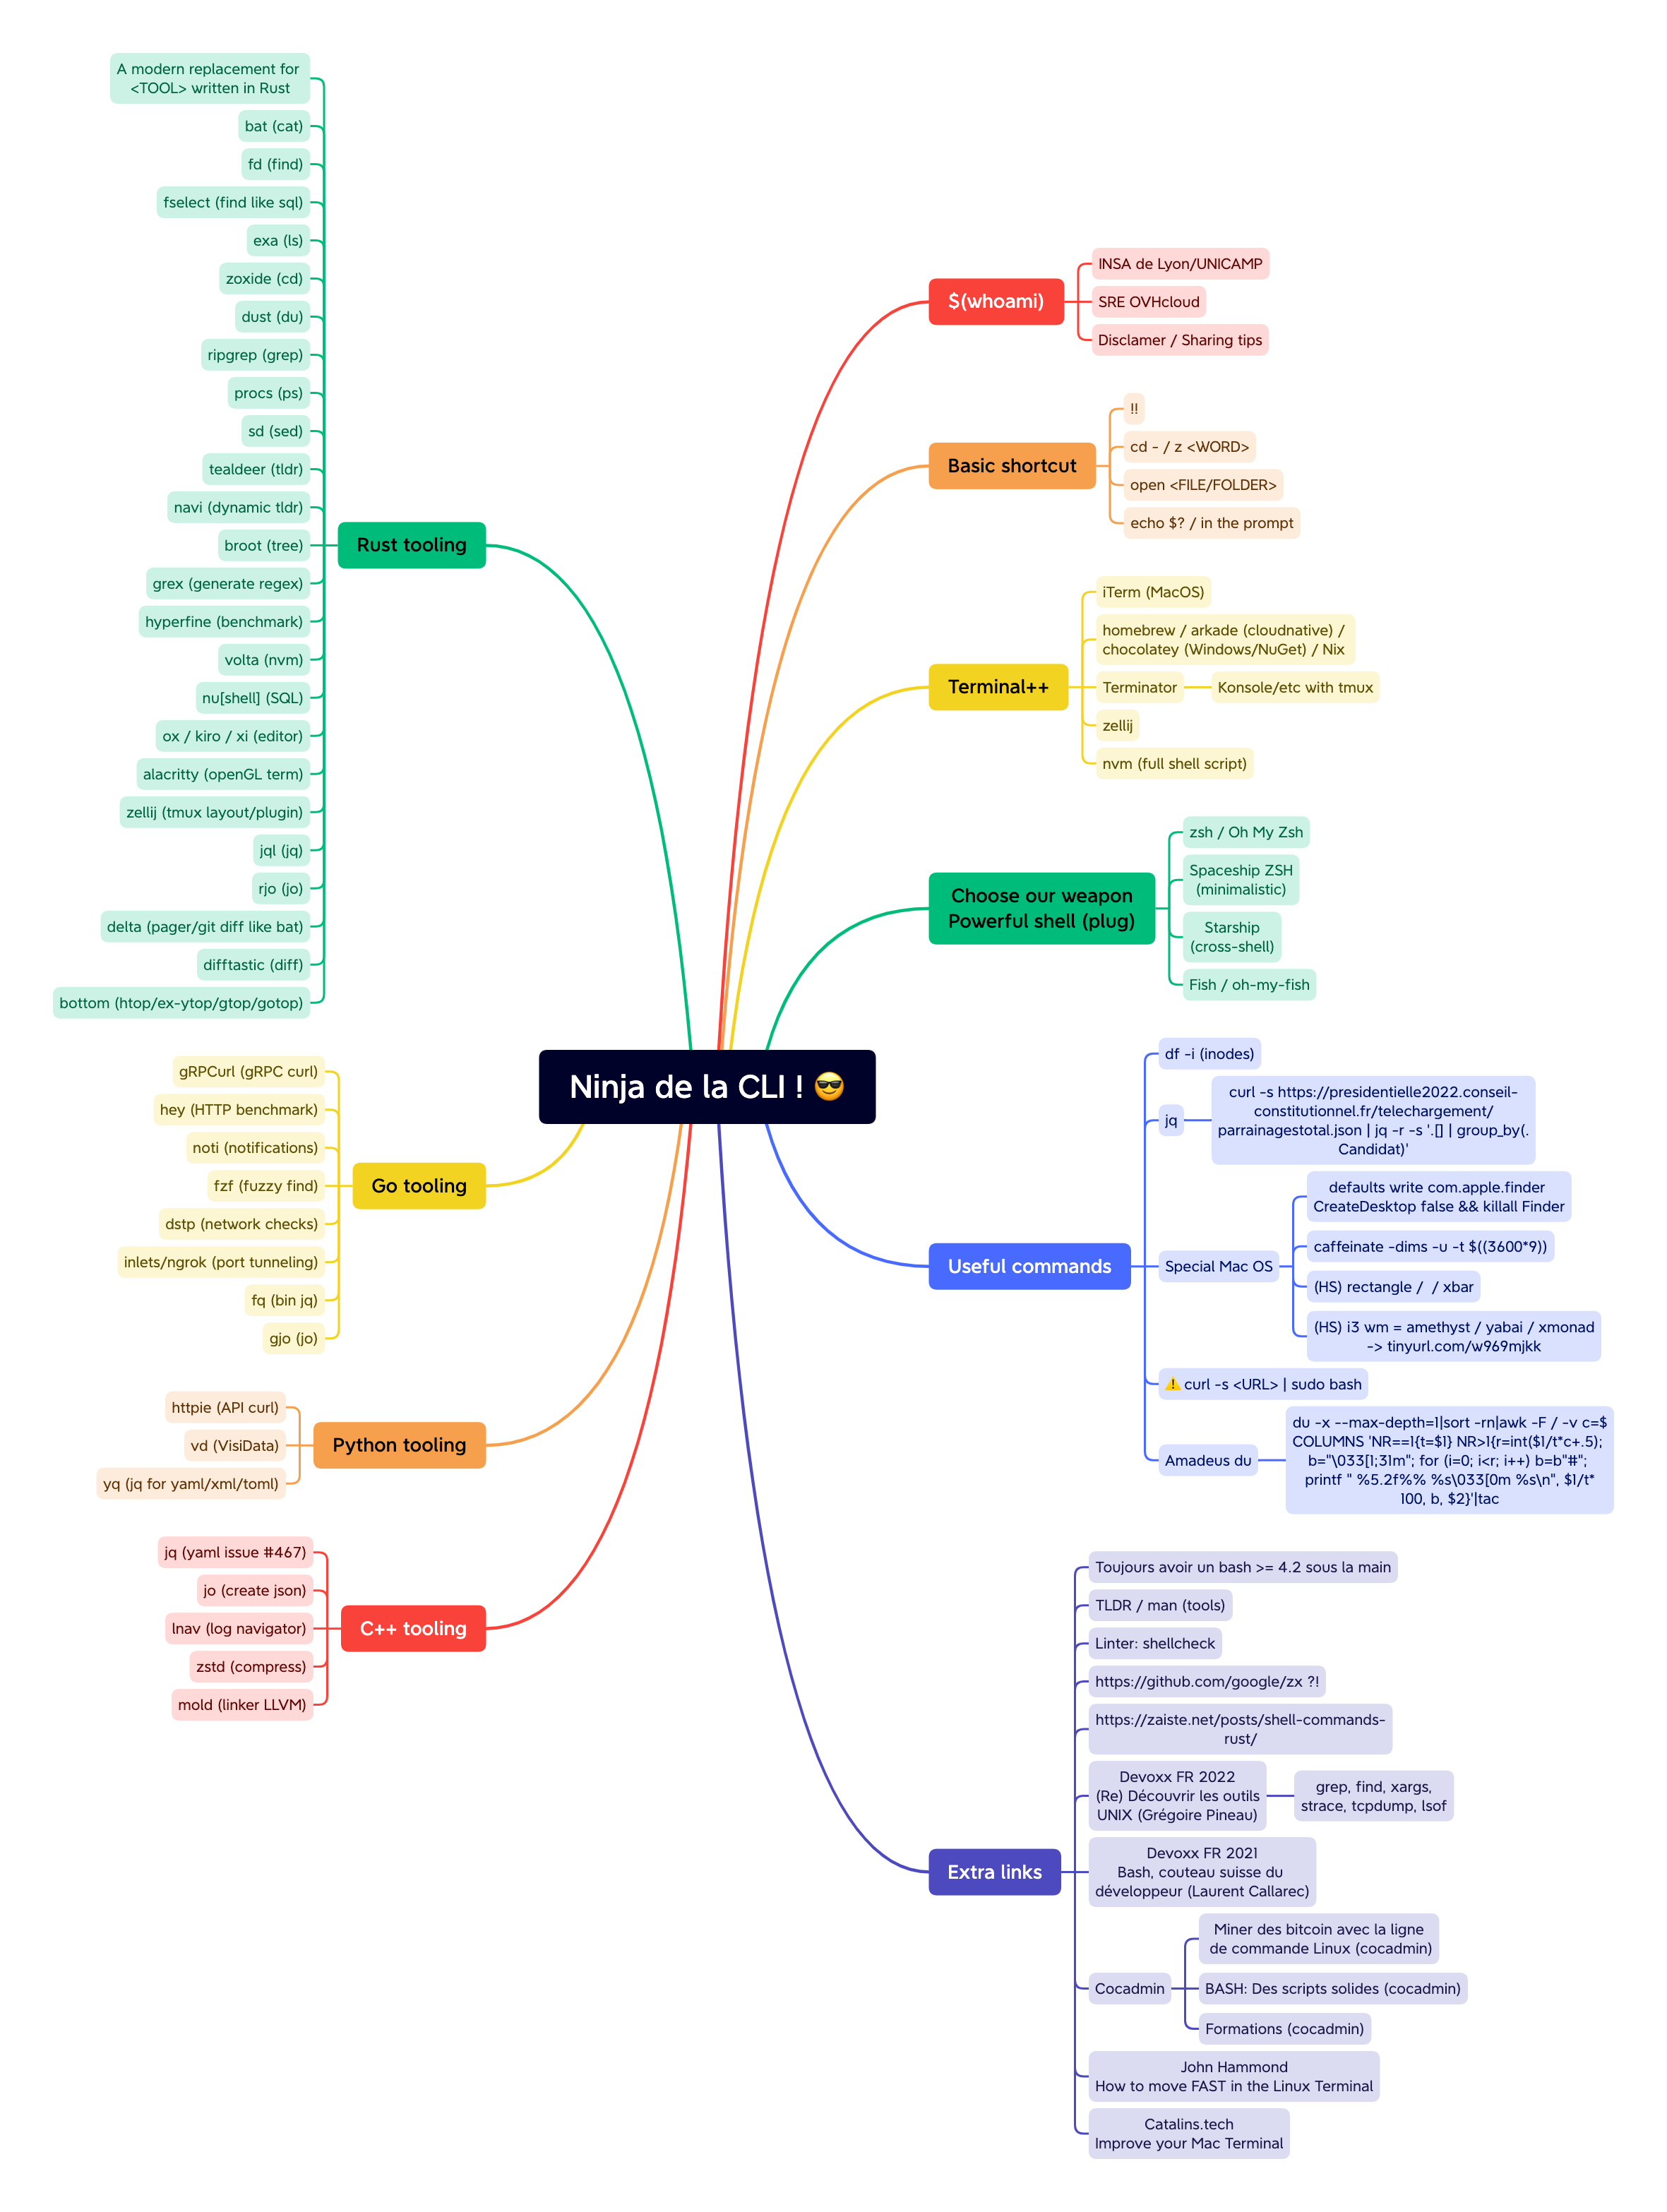 Ninja de la CLI ! 😎
$(whoami)
INSA de Lyon/UNICAMP
SRE OVHcloud
Disclamer / Sharing tips
Basic shortcut
!!
cd - / z <WORD>
open <FILE/FOLDER>
echo $? / in the prompt
Terminal++
iTerm (MacOS)
homebrew / arkade (cloudnative) /
chocolatey (Windows/NuGet) / Nix
Terminator
Konsole/etc with tmux
zellij
nvm (full shell script)
Choose our weapon
Powerful shell (plug)
zsh / Oh My Zsh
Spaceship ZSH
(minimalistic)
Starship
(cross-shell)
Fish / oh-my-fish
Useful commands
df -i (inodes)
jq
curl -s https://presidentielle2022.conseil-
constitutionnel.fr/telechargement/
parrainagestotal.json | jq -r -s '.[] | group_by(.
Candidat)'
Special Mac OS
defaults write com.apple.finder
CreateDesktop false && killall Finder
caffeinate -dims -u -t $((3600*9))
(HS) rectangle /  / xbar
(HS) i3 wm = amethyst / yabai / xmonad
-> tinyurl.com/w969mjkk
⚠️ curl -s <URL> | sudo bash
Amadeus du
du -x --max-depth=1|sort -rn|awk -F / -v c=$
COLUMNS 'NR==1{t=$1} NR>1{r=int($1/t*c+.5);
b="\033[1;31m"; for (i=0; i<r; i++) b=b"#";
printf " %5.2f%% %s\033[0m %s\n", $1/t*
100, b, $2}'|tac
Extra links
Toujours avoir un bash >= 4.2 sous la main
TLDR / man (tools)
Linter: shellcheck
https://github.com/google/zx ?!
https://zaiste.net/posts/shell-commands-
rust/
Devoxx FR 2022
(Re) Découvrir les outils
UNIX (Grégoire Pineau)
grep, find, xargs,
strace, tcpdump, lsof
Devoxx FR 2021
Bash, couteau suisse du
développeur (Laurent Callarec)
Cocadmin
Miner des bitcoin avec la ligne
de commande Linux (cocadmin)
BASH: Des scripts solides (cocadmin)
Formations (cocadmin)
John Hammond
How to move FAST in the Linux Terminal
Catalins.tech
Improve your Mac Terminal
Rust tooling
A modern replacement for
<TOOL> written in Rust
bat (cat)
fd (find)
fselect (find like sql)
exa (ls)
zoxide (cd)
dust (du)
ripgrep (grep)
procs (ps)
sd (sed)
tealdeer (tldr)
navi (dynamic tldr)
broot (tree)
grex (generate regex)
hyperfine (benchmark)
volta (nvm)
nu[shell] (SQL)
ox / kiro / xi (editor)
alacritty (openGL term)
zellij (tmux layout/plugin)
jql (jq)
rjo (jo)
delta (pager/git diff like bat)
difftastic (diff)
bottom (htop/ex-ytop/gtop/gotop)
Go tooling
gRPCurl (gRPC curl)
hey (HTTP benchmark)
noti (notifications)
fzf (fuzzy find)
dstp (network checks)
inlets/ngrok (port tunneling)
fq (bin jq)
gjo (jo)
Python tooling
httpie (API curl)
vd (VisiData)
yq (jq for yaml/xml/toml)
C++ tooling
jq (yaml issue #467)
jo (create json)
lnav (log navigator)
zstd (compress)
mold (linker LLVM)